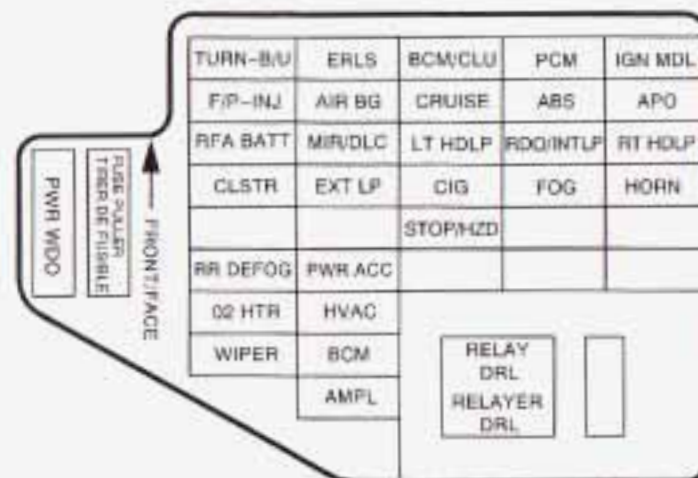 TURN-B/U ERLS BCM/CLU PCM IGN MDL
F/P-INJ AIR BG CRUISE ABS APO
RFA BATT MIR/DLC LT HDLP RDO/INTLP RT HDLP
CLSTR EXT LP CIG FOG HORN
STOP/HZD
RR DEFOG PWR ACC
02 HTR HVAC
WIPER BCM
AMPL
RELAY
DRL
RELAYER
DRL
FRONT/FACE
FUSE PULLER
TIRER DE FUSIBLE
PWR WDO